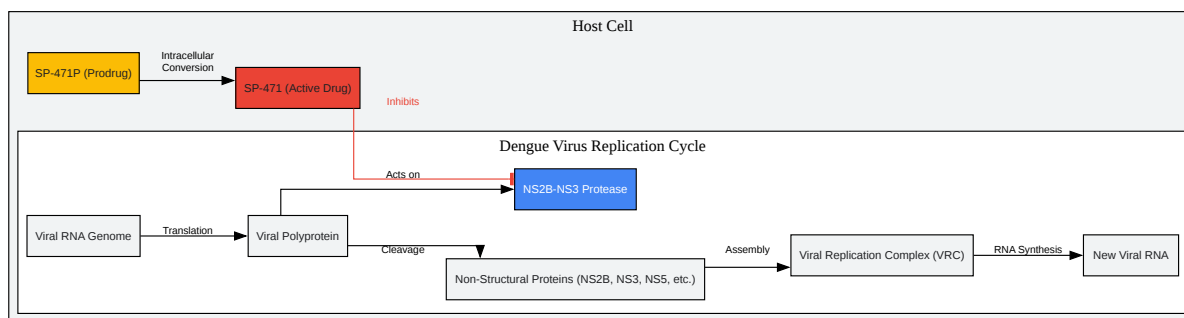 Host Cell
SP-471P (Prodrug)
Intracellular
Conversion
SP-471 (Active Drug)
Inhibits
Dengue Virus Replication Cycle
Acts on
NS2B-NS3 Protease
Viral RNA Genome
Translation
Viral Polyprotein
Cleavage
Non-Structural Proteins (NS2B, NS3, NS5, etc.)
Assembly
Viral Replication Complex (VRC)
RNA Synthesis
New Viral RNA